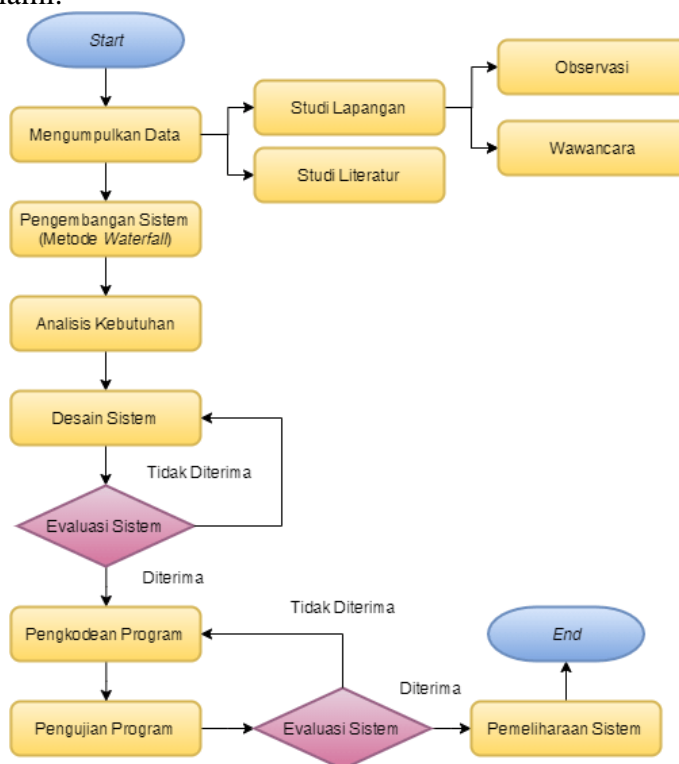 Start
Observasi
Studi Lapangan
Mengumpulkan Data
Wawancara
Studi Literatur
Pengembangan Sistem
(Metode Waterfall)
Analisis Kebutuhan
Desain Sistem
Tidak Diterima
Evaluasi Sistem
Diterima
Tidak Diterima
Pengkodean Program
End
Diterima
Pengujian Program
Evaluasi Sistem
Pemeliharaan Sistem